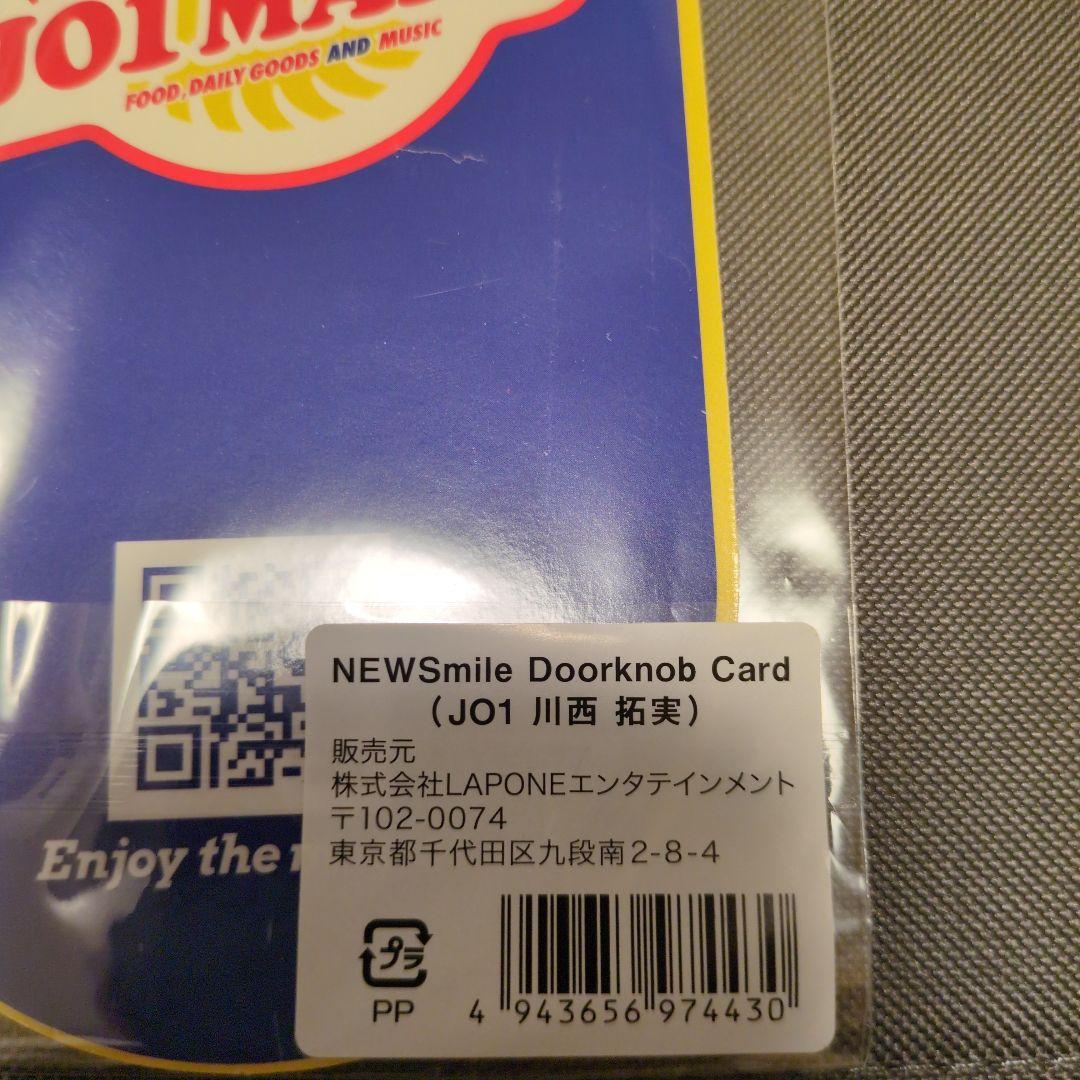 JO1 MA
FOOD, DAILY GOODS AND MUSIC
Enjoy the
NEWSmile Doorknob Card
(JO1 川西 拓実)
販売元
株式会社LAPONEエンタテインメント
〒102-0074
東京都千代田区九段南2-8-4
プラ
PP
4 943656 974430